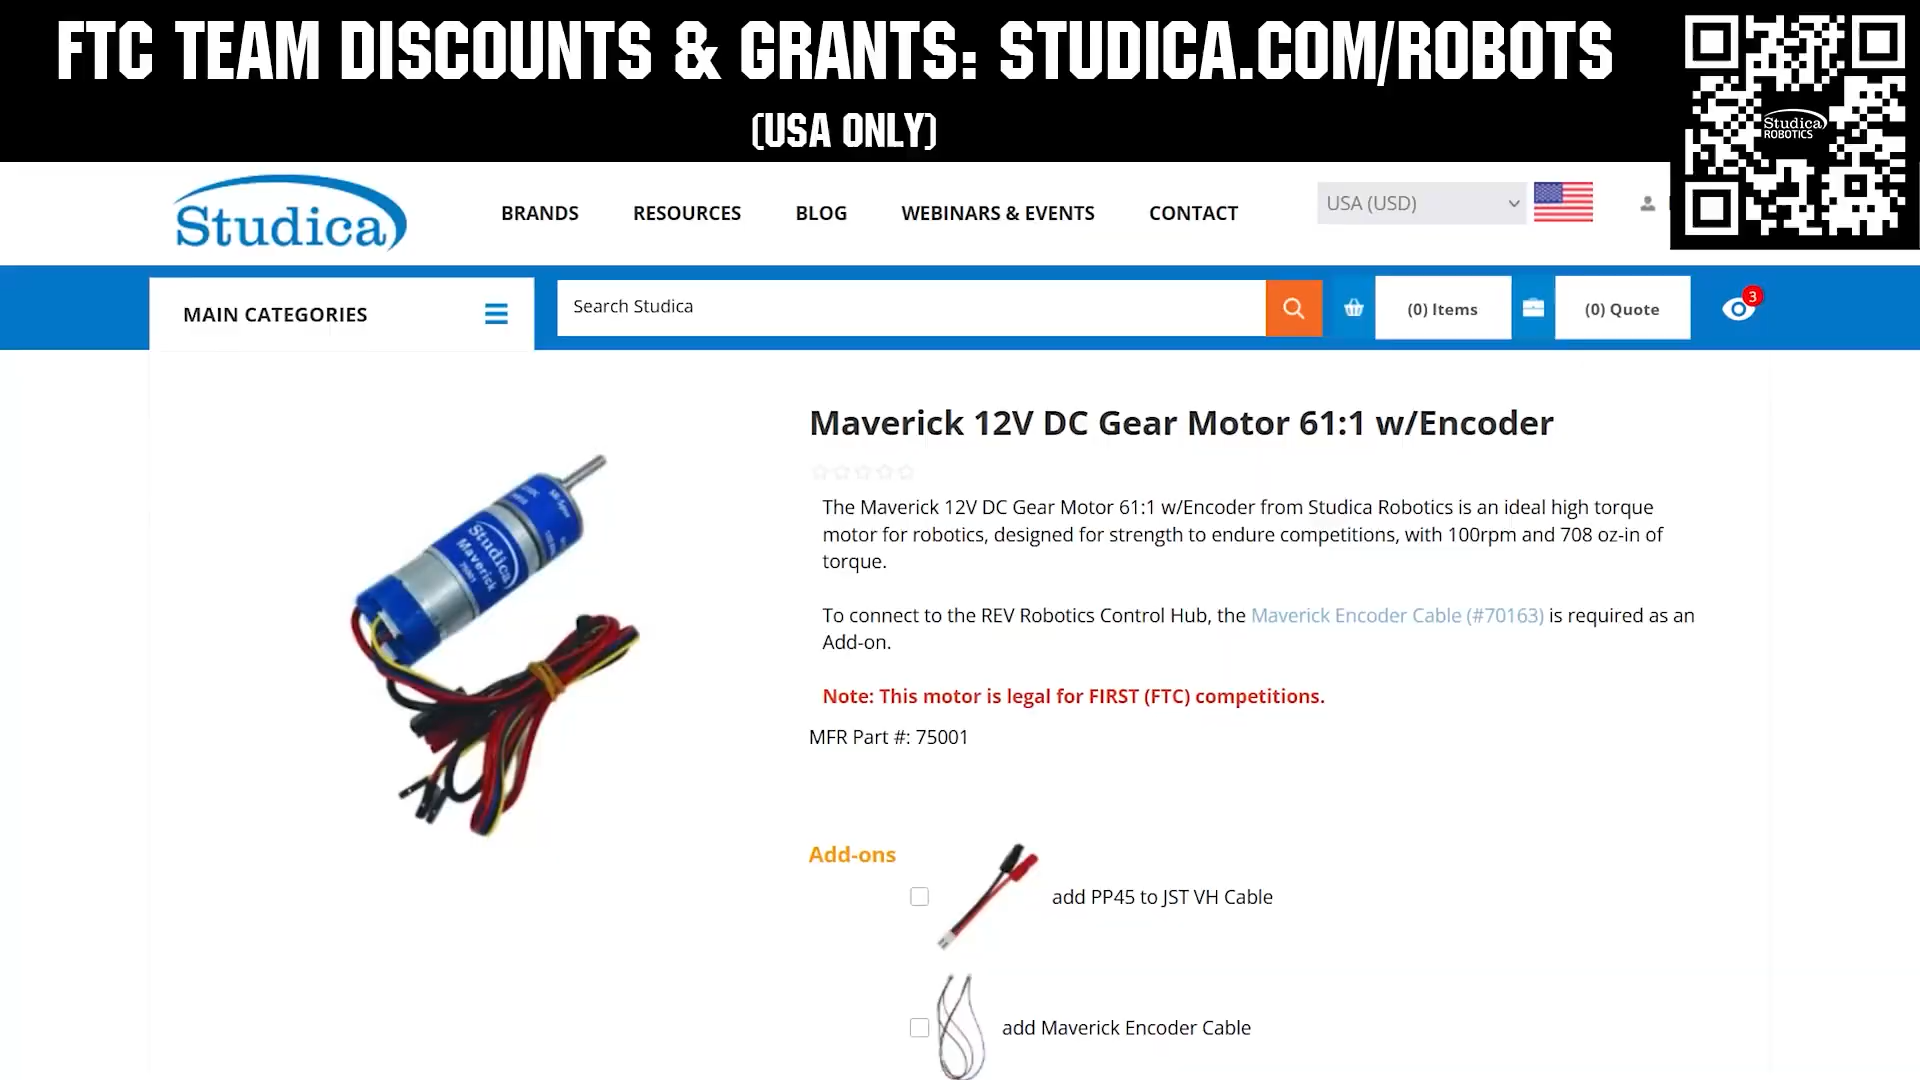 FTC TEAM DISCOUNTS & GRANTS: STUDICA.COM/ROBOTS
(USA ONLY)
Studica
ROBOTICS
Studica
BRANDS
RESOURCES
BLOG
WEBINARS & EVENTS
CONTACT
USA (USD)
MAIN CATEGORIES
Search Studica
(0) Items
(0) Quote
3
Maverick 12V DC Gear Motor 61:1 w/Encoder
The Maverick 12V DC Gear Motor 61:1 w/Encoder from Studica Robotics is an ideal high torque
motor for robotics, designed for strength to endure competitions, with 100rpm and 708 oz-in of
torque.
To connect to the REV Robotics Control Hub, the Maverick Encoder Cable (#70163) is required as an
Add-on.
Note: This motor is legal for FIRST (FTC) competitions.
MFR Part #: 75001
Studica
Maverick
75001
Add-ons
add PP45 to JST VH Cable
add Maverick Encoder Cable